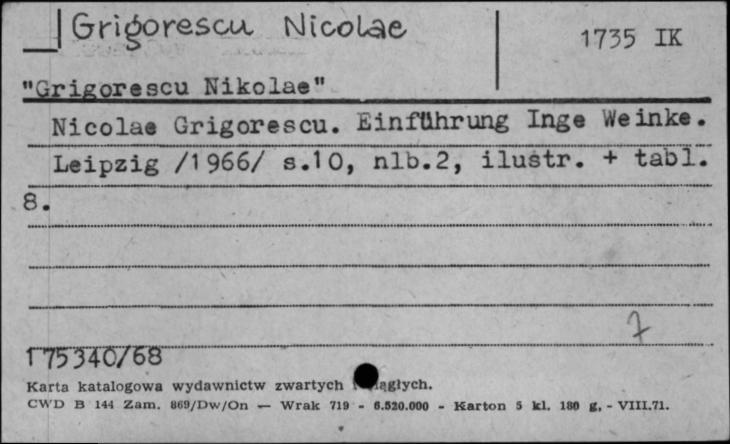 Grigorescu Nicolae
1735 IK
"Grigorescu Nikolae"
Nicolae Grigorescu. Einführung Inge Weinke.
Leipzig /1966/ s.10, nlb.2, ilustr. + tabl.
8.
7
175340/68
Karta katalogowa wydawnictw zwartych
CWD B 144 Zam. 869/Dw/On — Wrak 719 - 6.520.000 - Karton 5 kl. 180 g. - VIII.71.